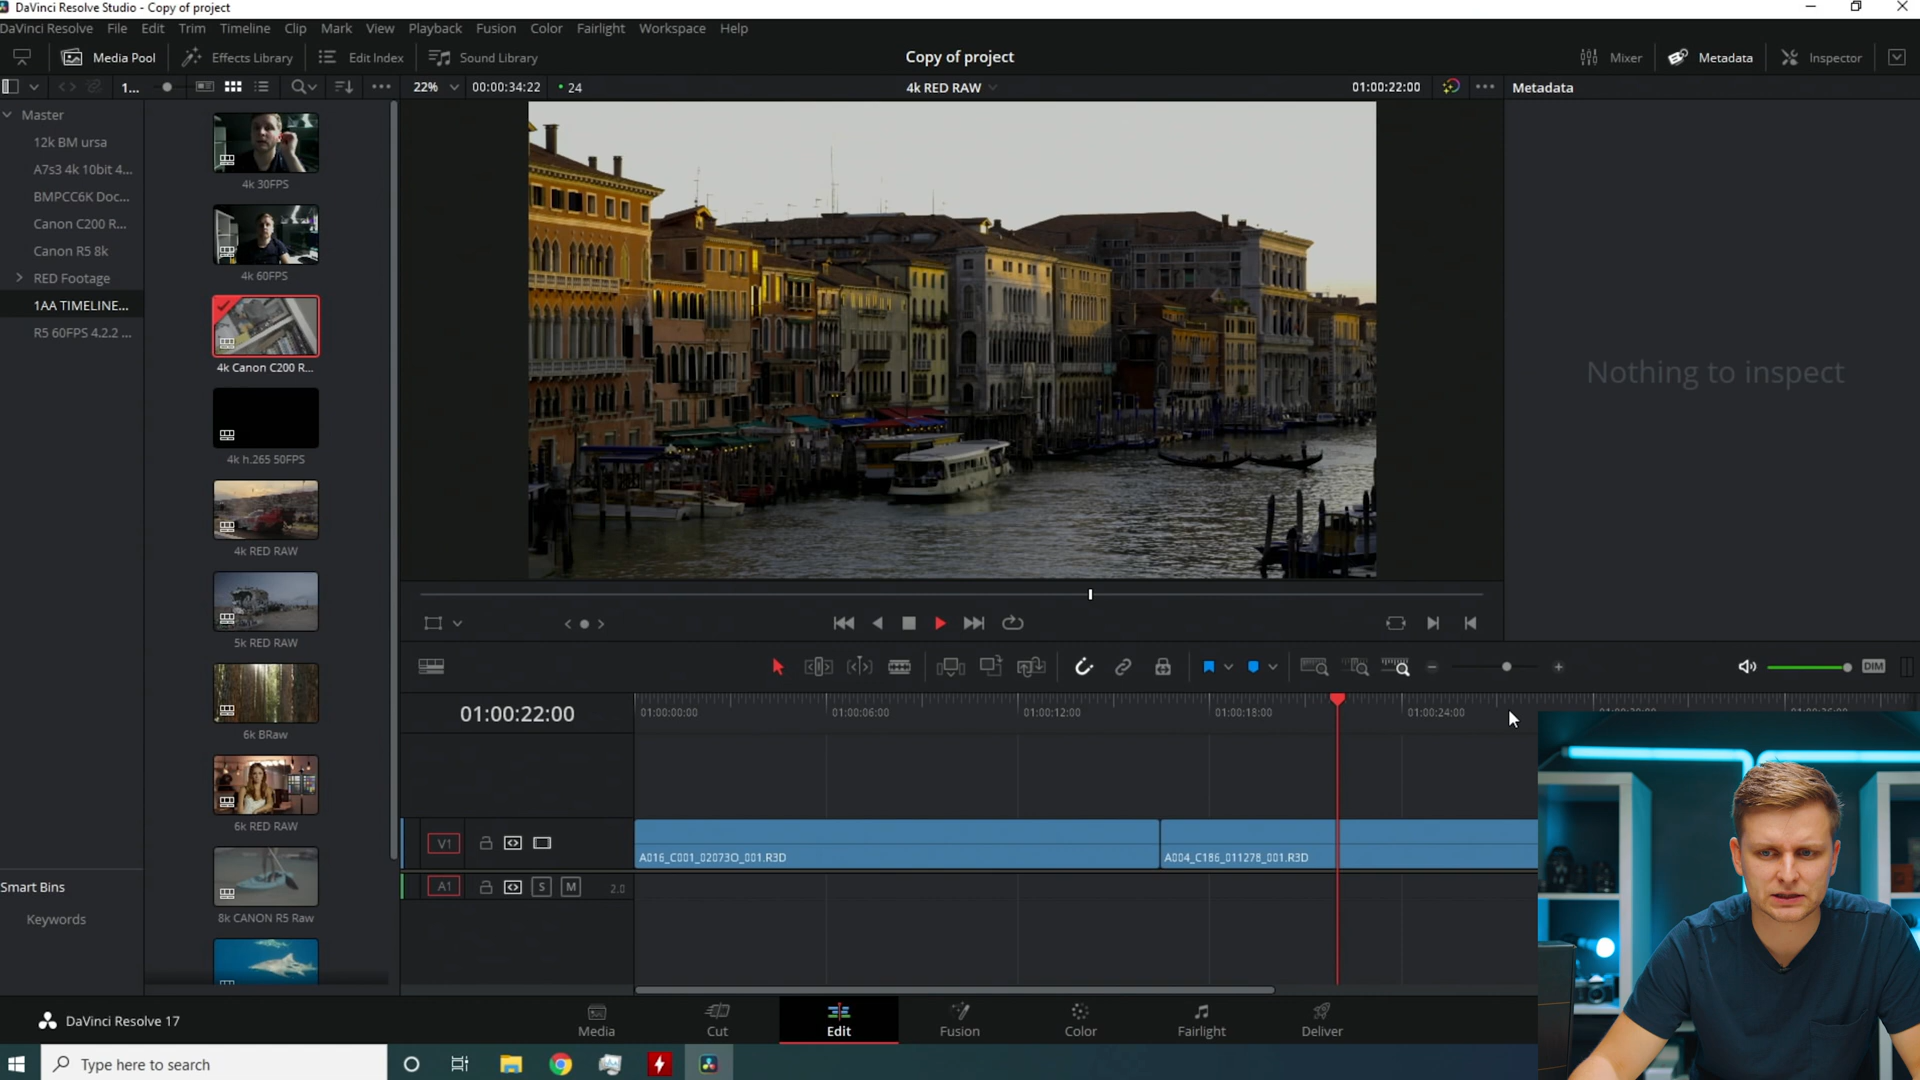 DaVinci Resolve Studio - Copy of project
DaVinci Resolve File Edit Trim Timeline Clip Mark View Playback Fusion Color Fairlight Workspace Help
Media Pool Effects Library Edit Index Sound Library Copy of project Mixer Metadata Inspector
1... 22% 00:00:34:22 24 4k RED RAW 01:00:22:00 Metadata
Master
12k BM ursa
A7s3 4k 10bit 4...
BMPCC6K Doc...
Canon C200 R...
Canon R5 8k
RED Footage
1AA TIMELINE...
R5 60FPS 4.2.2 ...
4k 30FPS
4k 60FPS
4k Canon C200 R...
4k h.265 50FPS
4k RED RAW
5k RED RAW
6k BRaw
6k RED RAW
8k CANON R5 Raw
Nothing to inspect
DIM
01:00:22:00 01:00:00:00 01:00:06:00 01:00:12:00 01:00:18:00 01:00:24:00
V1
A016_C001_02073O_001.R3D A004_C186_011278_001.R3D
A1 S M 2.0
Smart Bins
Keywords
DaVinci Resolve 17 Media Cut Edit Fusion Color Fairlight Deliver
Type here to search